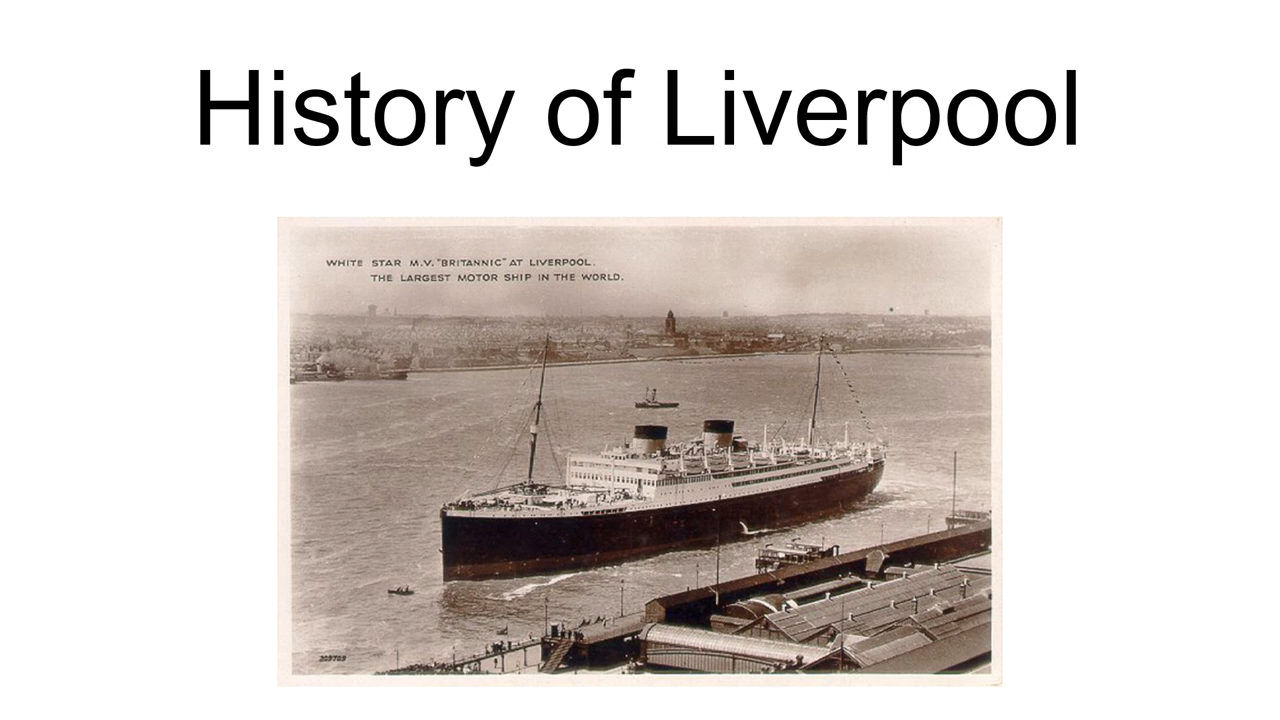 History of Liverpool
WHITE STAR M.V. "BRITANNIC" AT LIVERPOOL.
THE LARGEST MOTOR SHIP IN THE WORLD.